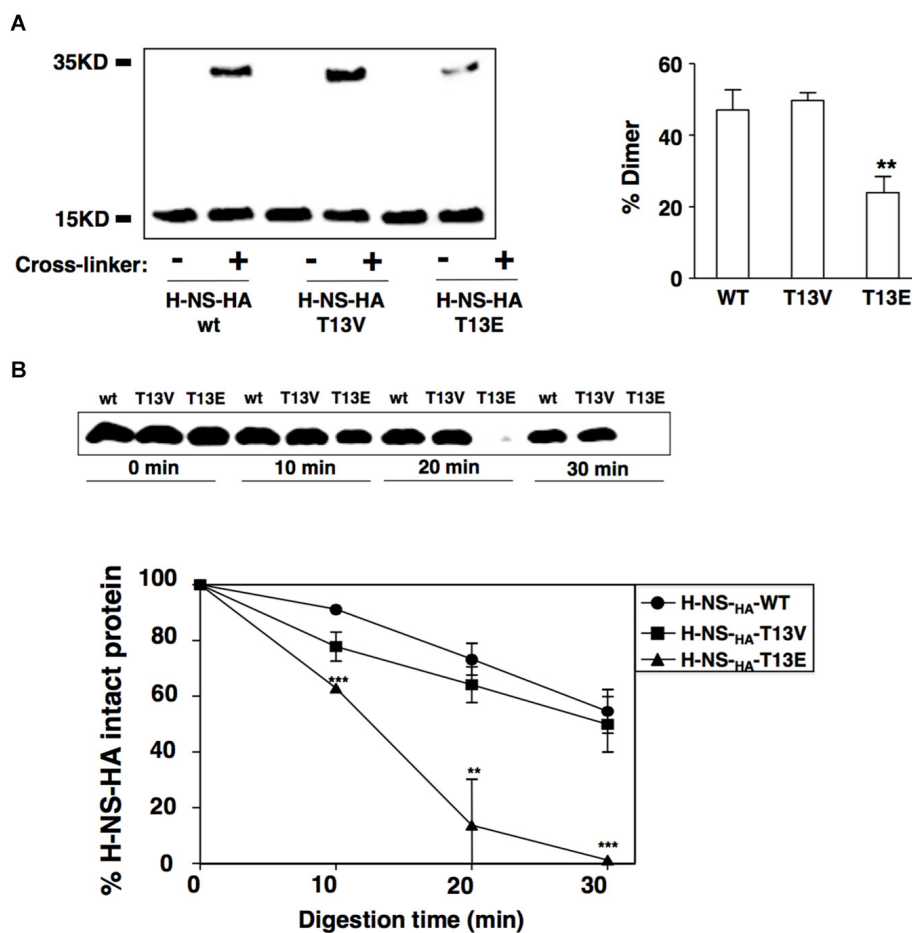 A
35KD
15KD
Cross-linker: - + - + - +
H-NS-HA H-NS-HA H-NS-HA
wt T13V T13E
60
40
20
0
% Dimer
**
WT T13V T13E
B
wt T13V T13E wt T13V T13E wt T13V T13E wt T13V T13E
0 min 10 min 20 min 30 min
% H-NS-HA intact protein
100
80
60
40
20
0
***
**
***
0 10 20 30
Digestion time (min)
H-NS-HA-WT
H-NS-HA-T13V
H-NS-HA-T13E